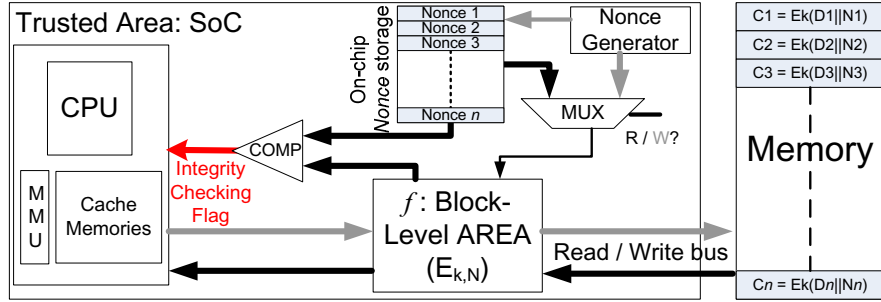 Trusted Area: SoC
CPU
M
M
U
Cache
Memories
Integrity
Checking
Flag
COMP
On-chip
Nonce storage
Nonce 1
Nonce 2
Nonce 3
Nonce n
Nonce
Generator
MUX
R / W?
f: Block-
Level AREA
(Ek,N)
Read / Write bus
C1 = Ek(D1||N1)
C2 = Ek(D2||N2)
C3 = Ek(D3||N3)
Memory
Cn = Ek(Dn||Nn)